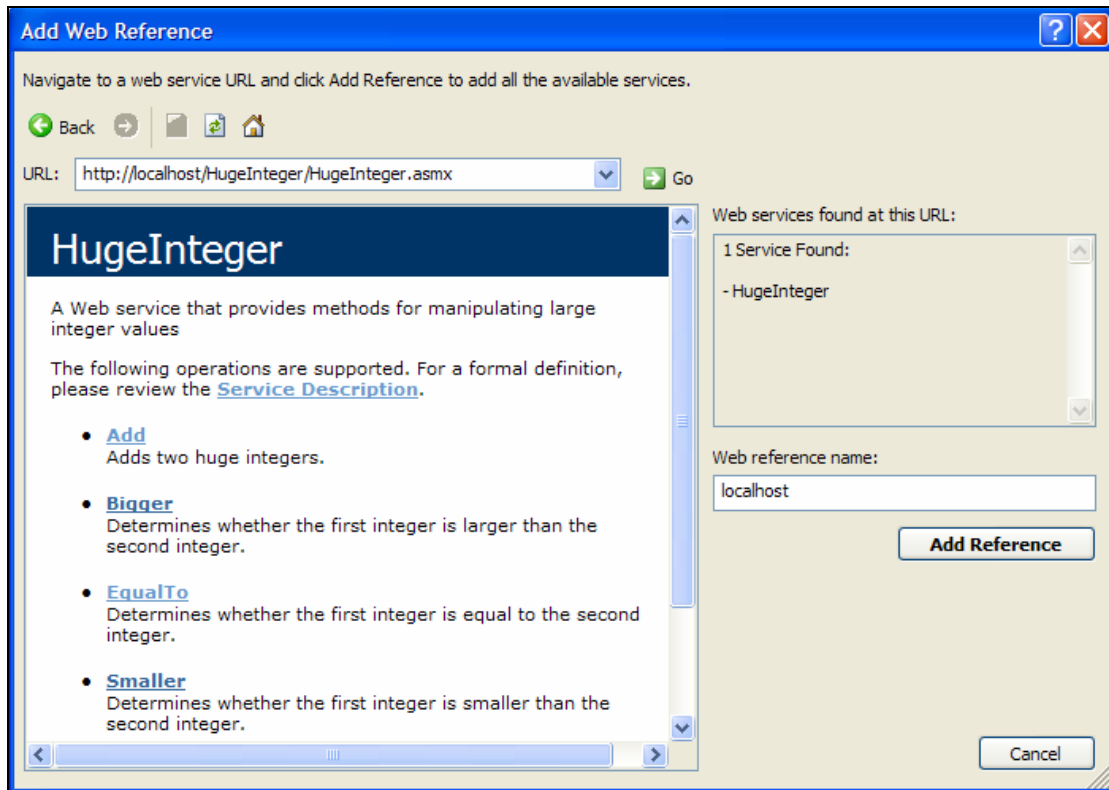 Add Web Reference
Navigate to a web service URL and click Add Reference to add all the available services.
Back
URL: http://localhost/HugeInteger/HugeInteger.asmx Go
HugeInteger
A Web service that provides methods for manipulating large
integer values
The following operations are supported. For a formal definition,
please review the Service Description.
• Add
Adds two huge integers.
• Bigger
Determines whether the first integer is larger than the
second integer.
• EqualTo
Determines whether the first integer is equal to the second
integer.
• Smaller
Determines whether the first integer is smaller than the
second integer.
Web services found at this URL:
1 Service Found:
- HugeInteger
Web reference name:
localhost
Add Reference
Cancel